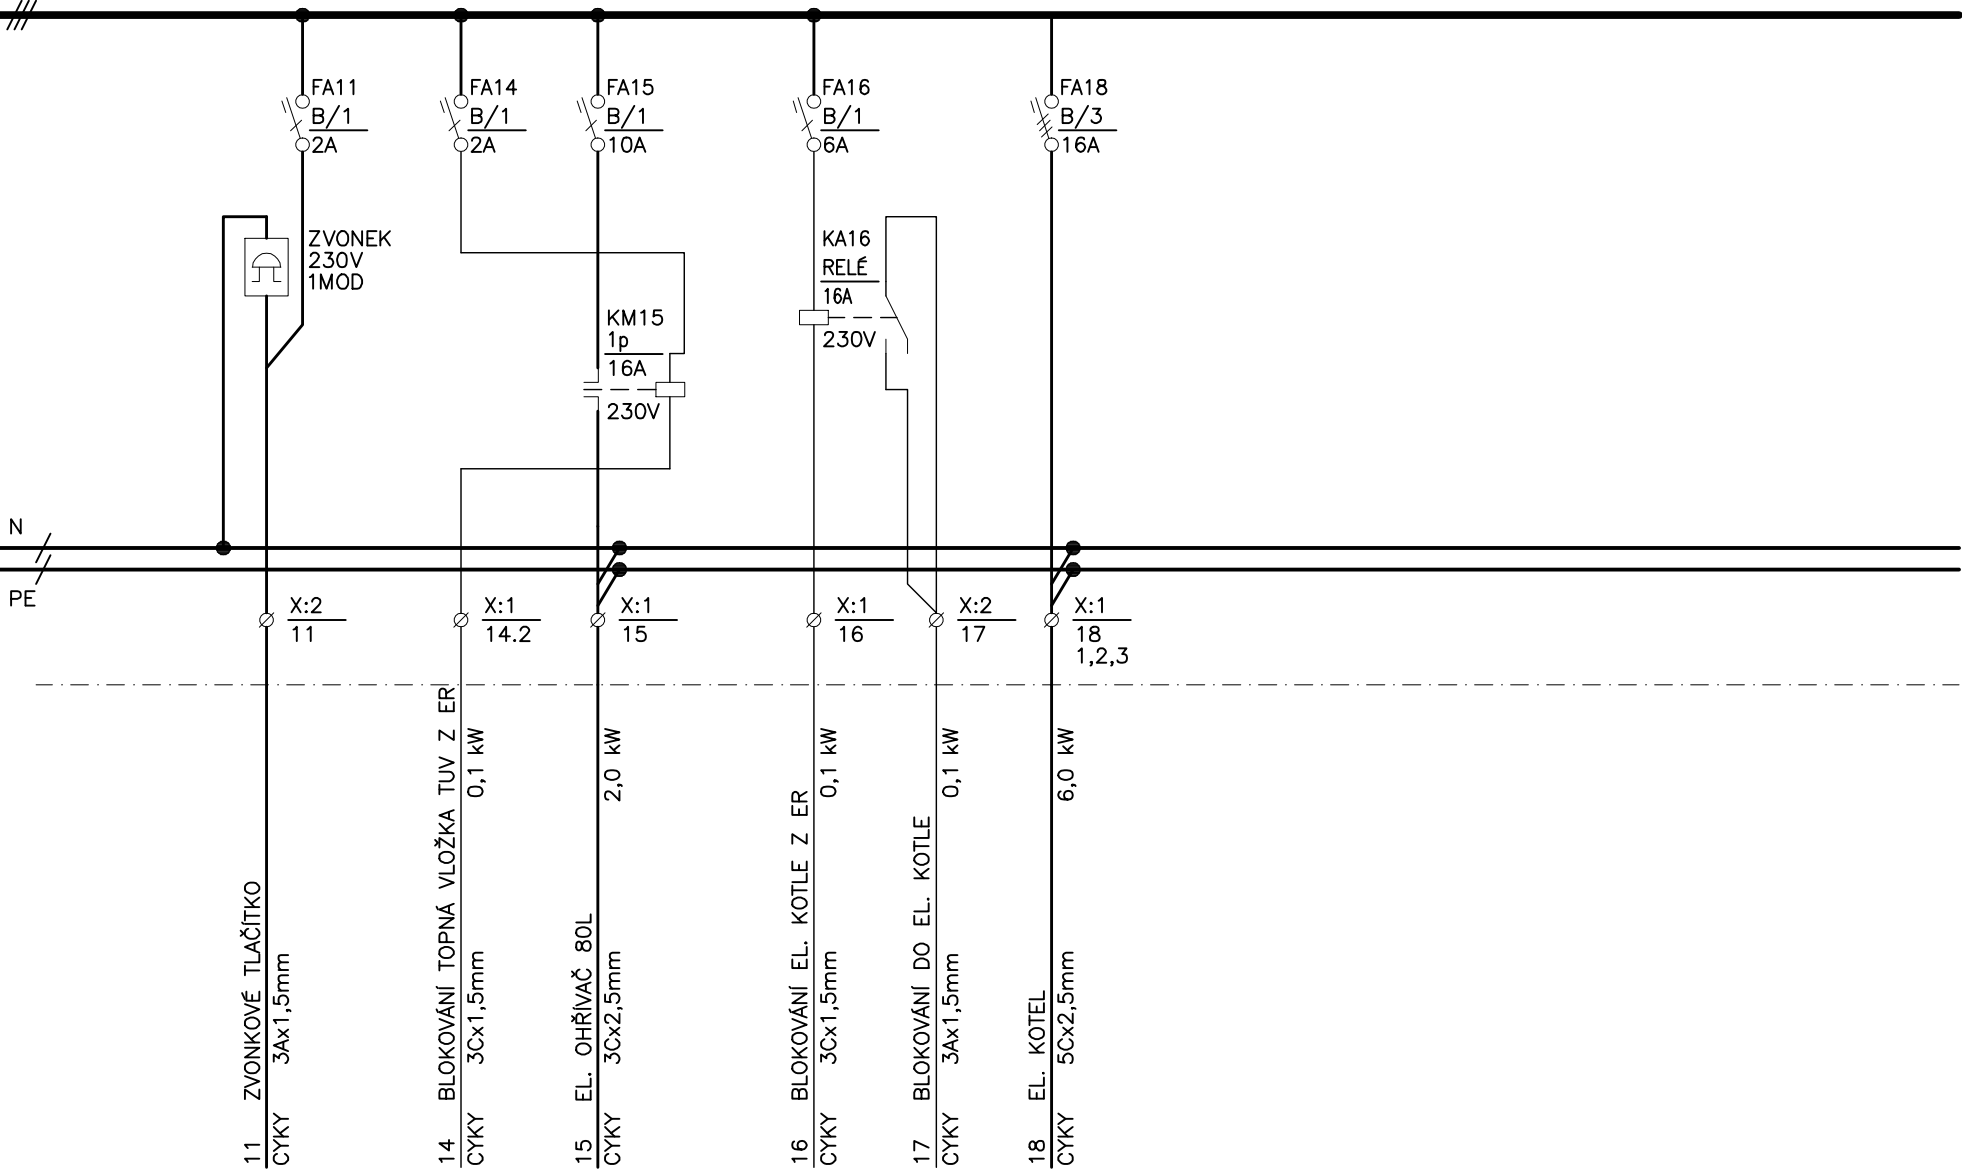 FA11
B/1
2A
FA14
B/1
2A
FA15
B/1
10A
FA16
B/1
6A
FA18
B/3
16A
ZVONEK
230V
1MOD
KM15
1p
16A
230V
KA16
RELÉ
16A
230V
N
PE
X:2
11
X:1
14.2
X:1
15
X:1
16
X:2
17
X:1
18
1,2,3
11 ZVONKOVÉ TLAČÍTKO
CYKY 3Ax1,5mm
14 BLOKOVÁNÍ TOPNÁ VLOŽKA TUV Z ER
CYKY 3Cx1,5mm 0,1 kW
15 EL. OHŘÍVAČ 80L
CYKY 3Cx2,5mm 2,0 kW
16 BLOKOVÁNÍ EL. KOTLE Z ER
CYKY 3Cx1,5mm 0,1 kW
17 BLOKOVÁNÍ DO EL. KOTLE
CYKY 3Ax1,5mm 0,1 kW
18 EL. KOTEL
CYKY 5Cx2,5mm 6,0 kW